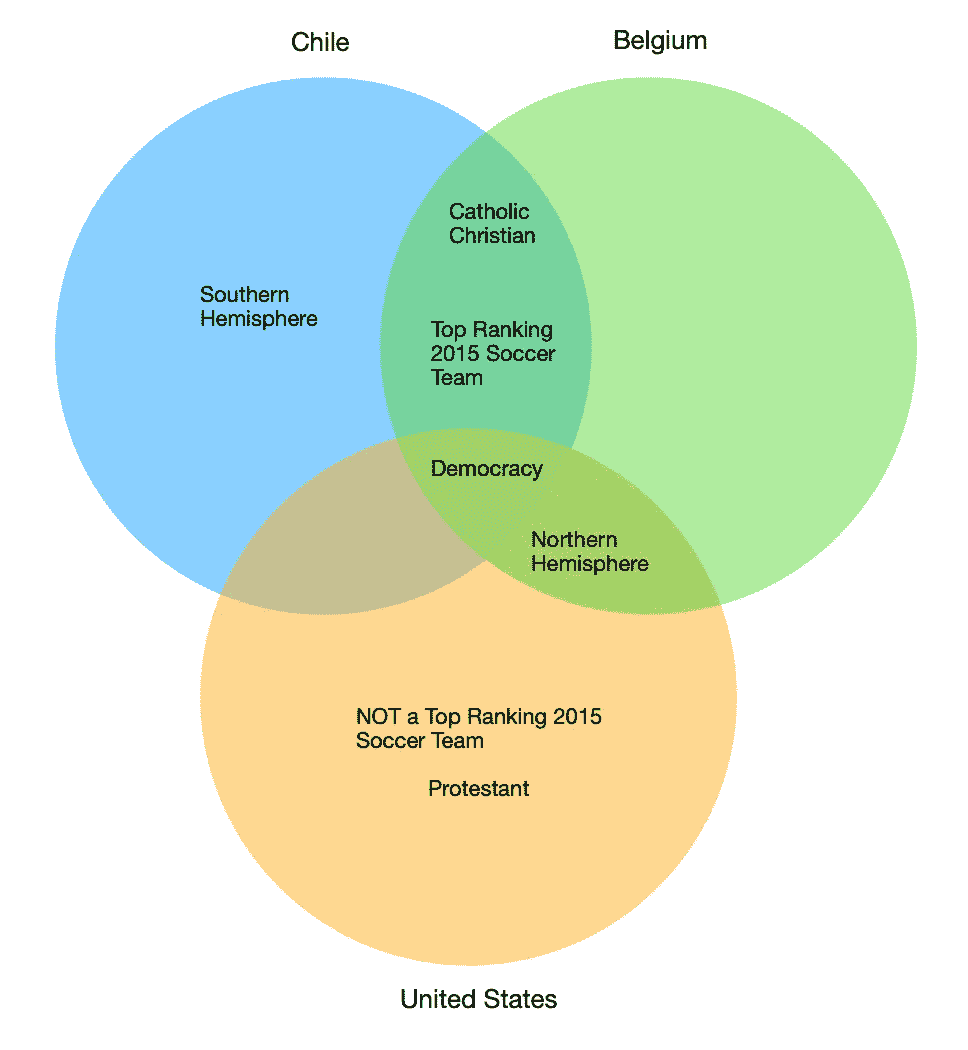 Chile
Belgium
Catholic
Christian
Southern
Hemisphere
Top Ranking
2015 Soccer
Team
Democracy
Northern
Hemisphere
NOT a Top Ranking 2015
Soccer Team
Protestant
United States